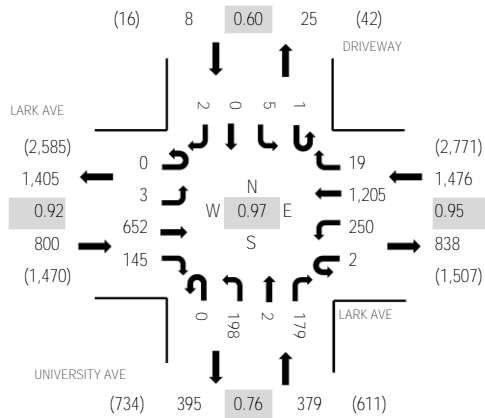 (16) 8 0.60 25 (42)
DRIVEWAY
LARK AVE
2 0 5 1
(2,585) 0 19 (2,771)
1,405 3 N 1,205 1,476
0.92 652 W 0.97 E 250 0.95
800 145 S 2 838
(1,470) (1,507)
0 198 2 179
LARK AVE
UNIVERSITY AVE
(734) 395 0.76 379 (611)